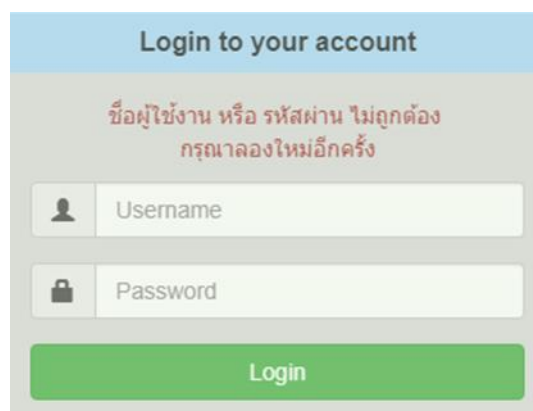 Login to your account
ชื่อผู้ใช้งาน หรือ รหัสผ่าน ไม่ถูกต้อง
กรุณาลองใหม่อีกครั้ง
Username
Password
Login